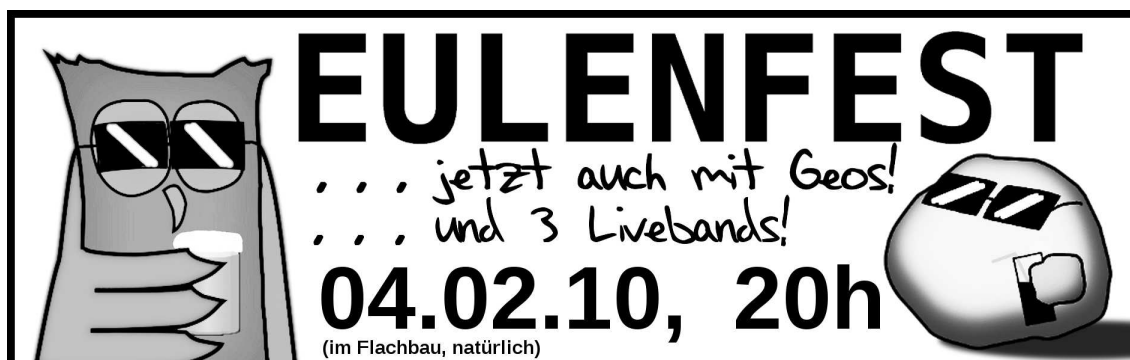 EULENFEST
... jetzt auch mit Geos!
... und 3 Livebands!
04.02.10, 20h
(im Flachbau, natürlich)